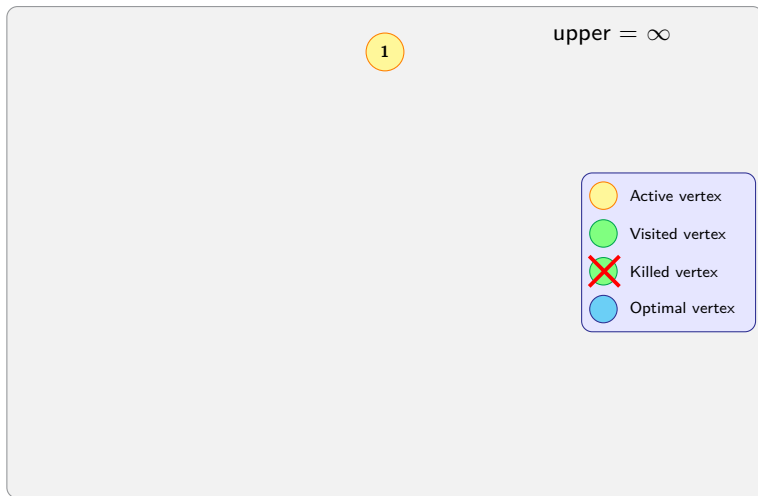 upper = ∞
1
Active vertex
Visited vertex
Killed vertex
Optimal vertex